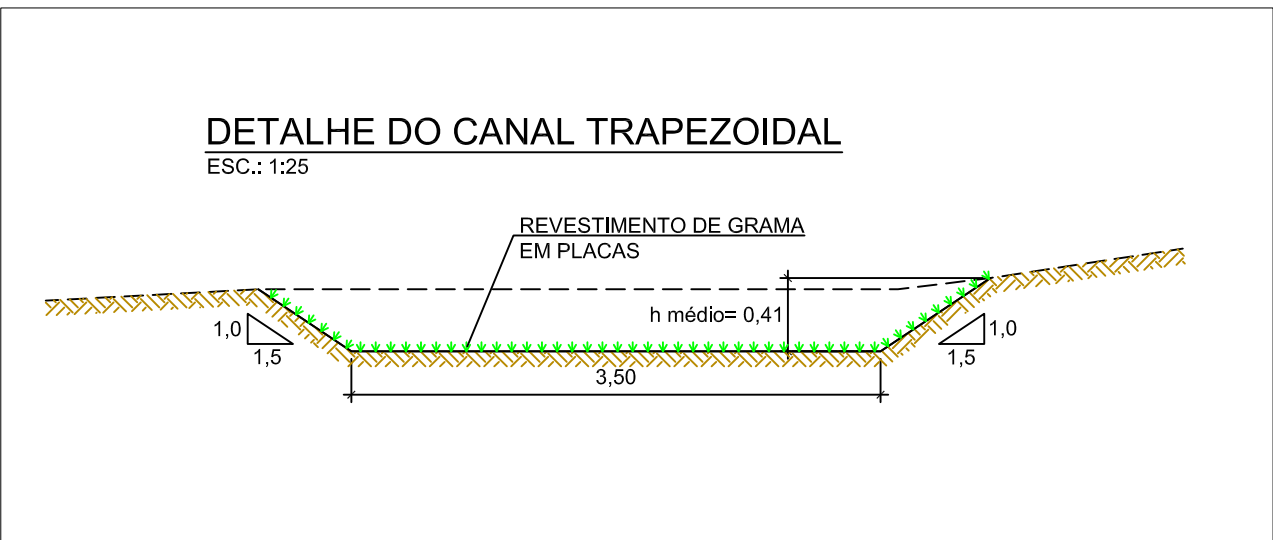 DETALHE DO CANAL TRAPEZOIDAL
ESC.: 1:25
REVESTIMENTO DE GRAMA
EM PLACAS
h médio= 0,41
1,0
1,5
1,0
1,5
3,50